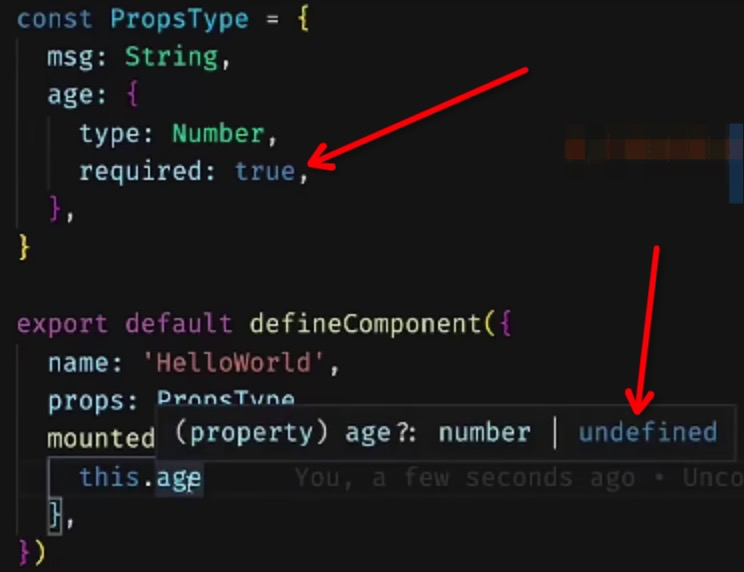 const PropsType = {
msg: String,
age: {
type: Number,
required: true,
},
}
export default defineComponent({
name: 'HelloWorld',
props: PropsType
(property) age?: number | undefined
mounted
this.age
You, a few seconds ago • Unco
},
})